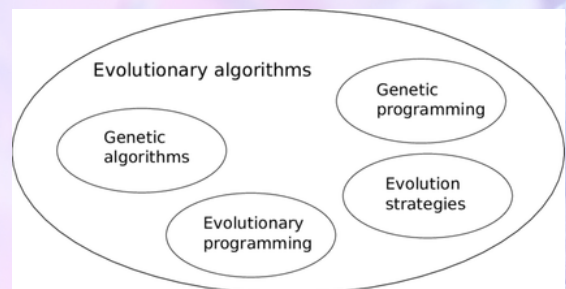 Evolutionary algorithms
Genetic
programming
Genetic
algorithms
Evolution
strategies
Evolutionary
programming